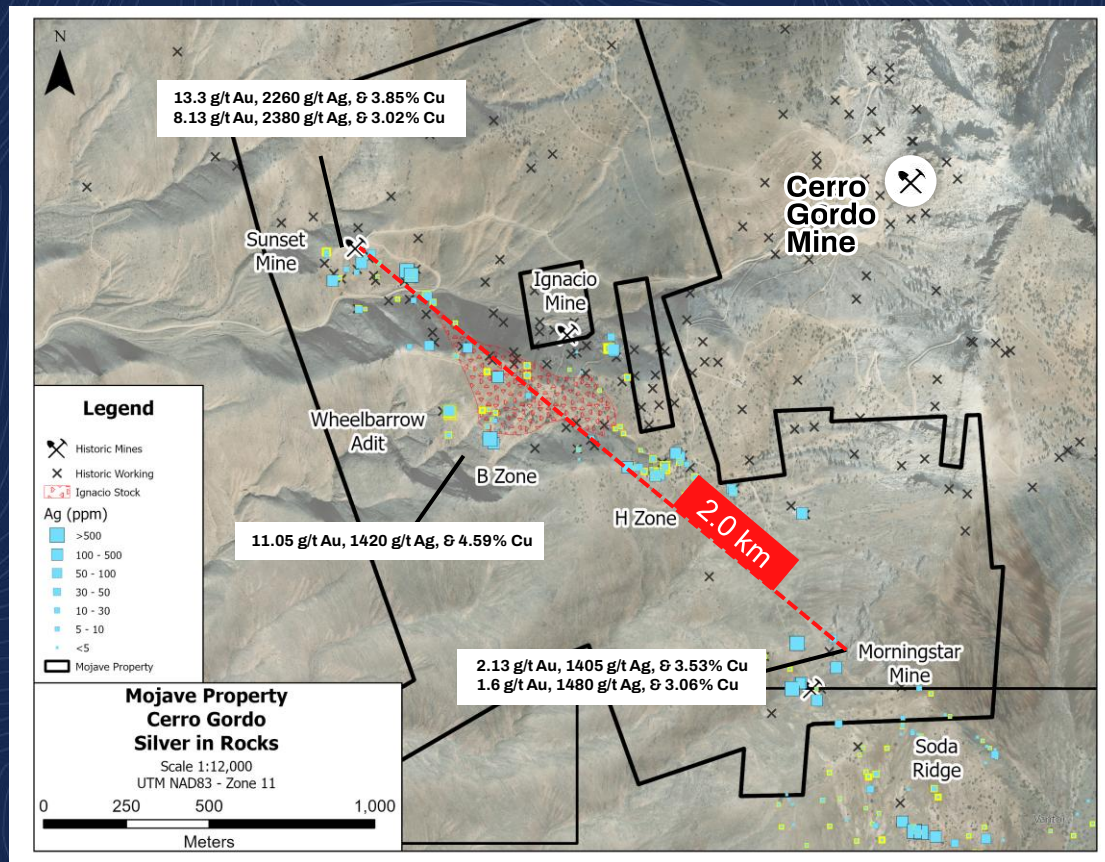 N
13.3 g/t Au, 2260 g/t Ag, & 3.85% Cu
8.13 g/t Au, 2380 g/t Ag, & 3.02% Cu
Cerro
Gordo
Mine
Sunset
Mine
Ignacio
Mine
Wheelbarrow
Adit
B Zone
H Zone
2.0 km
11.05 g/t Au, 1420 g/t Ag, & 4.59% Cu
2.13 g/t Au, 1405 g/t Ag, & 3.53% Cu
1.6 g/t Au, 1480 g/t Ag, & 3.06% Cu
Morningstar
Mine
Soda
Ridge
Legend
Historic Mines
Historic Working
Ignacio Stock
Ag (ppm)
>500
100 - 500
50 - 100
30 - 50
10 - 30
5 - 10
<5
Mojave Property
Mojave Property
Cerro Gordo
Silver in Rocks
Scale 1:12,000
UTM NAD83 - Zone 11
0 250 500 1,000
Meters